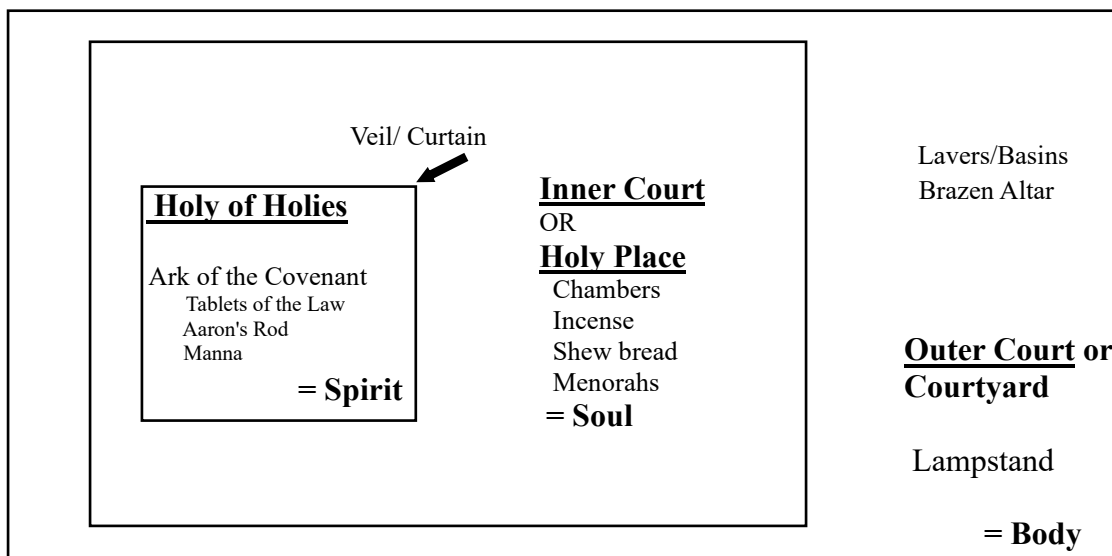 Veil/ Curtain
Holy of Holies
Ark of the Covenant
Tablets of the Law
Aaron's Rod
Manna
= Spirit
Inner Court
OR
Holy Place
Chambers
Incense
Shew bread
Menorahs
= Soul
Lavers/Basins
Brazen Altar
Outer Court or
Courtyard
Lampstand
= Body